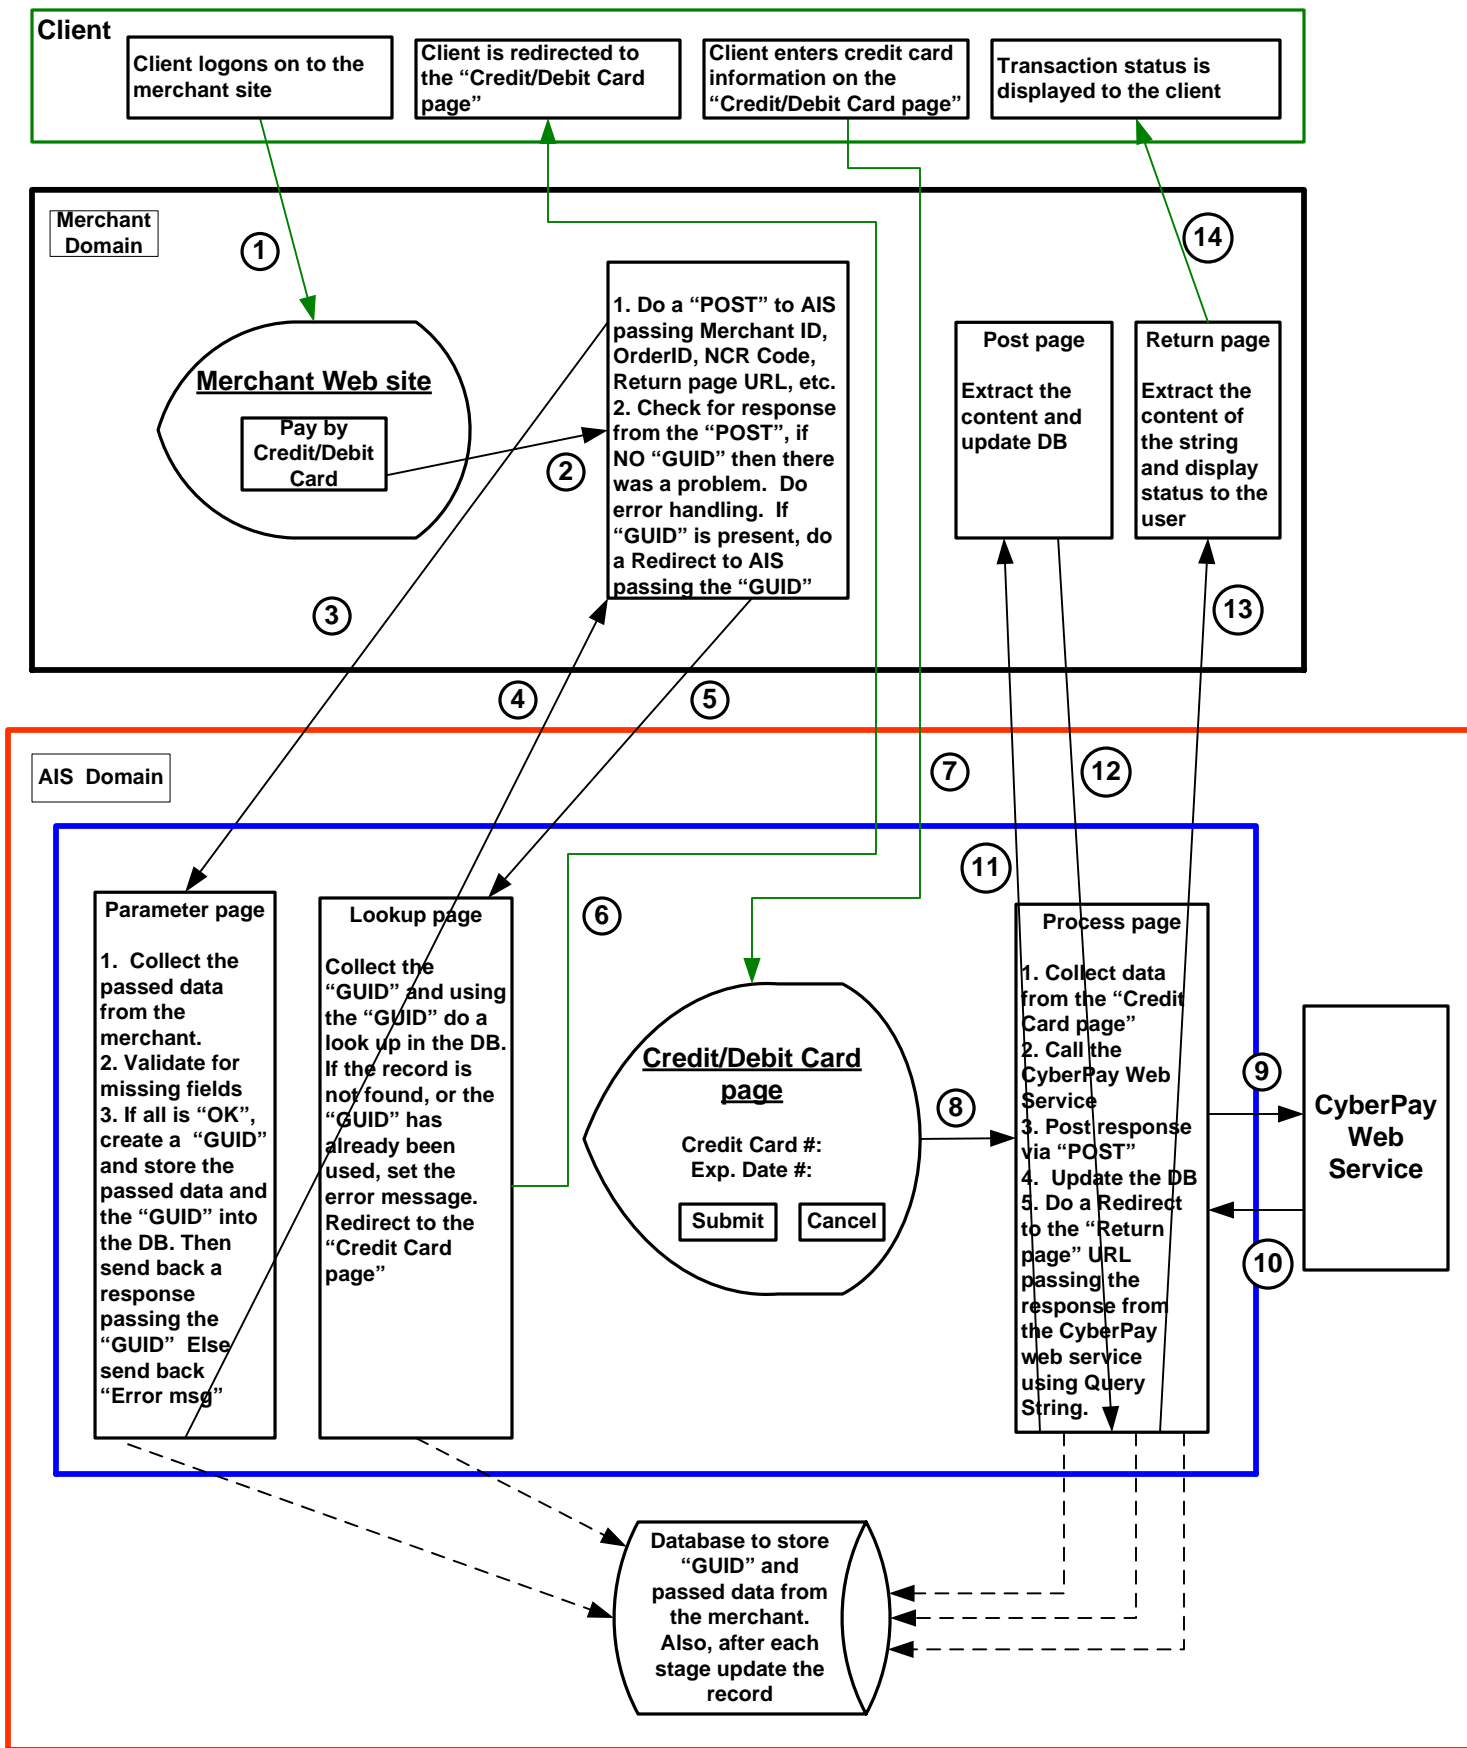 Client
Client logons on to the
merchant site
Client is redirected to
the “Credit/Debit Card
page”
Client enters credit card
information on the
“Credit/Debit Card page”
Transaction status is
displayed to the client
Merchant
Domain
1
14
Merchant Web site
Pay by
Credit/Debit
Card
2
1. Do a “POST” to AIS
passing Merchant ID,
OrderID, NCR Code,
Return page URL, etc.
2. Check for response
from the “POST”, if
NO “GUID” then there
was a problem.  Do
error handling.  If
“GUID” is present, do
a Redirect to AIS
passing the “GUID”
Post page
Extract the
content and
update DB
Return page
Extract the
content of
the string
and display
status to the
user
3
13
4
5
AIS  Domain
7
12
11
6
Parameter page
1.  Collect the
passed data
from the
merchant.
2. Validate for
missing fields
3. If all is “OK”,
create a  “GUID”
and store the
passed data and
the “GUID” into
the DB. Then
send back a
response
passing the
“GUID”  Else
send back
“Error msg”
Lookup page
Collect the
“GUID” and using
the “GUID” do a
look up in the DB.
If the record is
not found, or the
“GUID” has
already been
used, set the
error message.
Redirect to the
“Credit Card
page”
Credit/Debit Card
page
Credit Card #:
Exp. Date #:
Submit
Cancel
8
Process page
1. Collect data
from the “Credit
Card page”
2. Call the
CyberPay Web
Service
3. Post response
via “POST”
4.  Update the DB
5. Do a Redirect
to the “Return
page”  URL
passing the
response from
the CyberPay
web service
using Query
String.
9
10
CyberPay
Web
Service
Database to store
“GUID” and
passed data from
the merchant.
Also, after each
stage update the
record